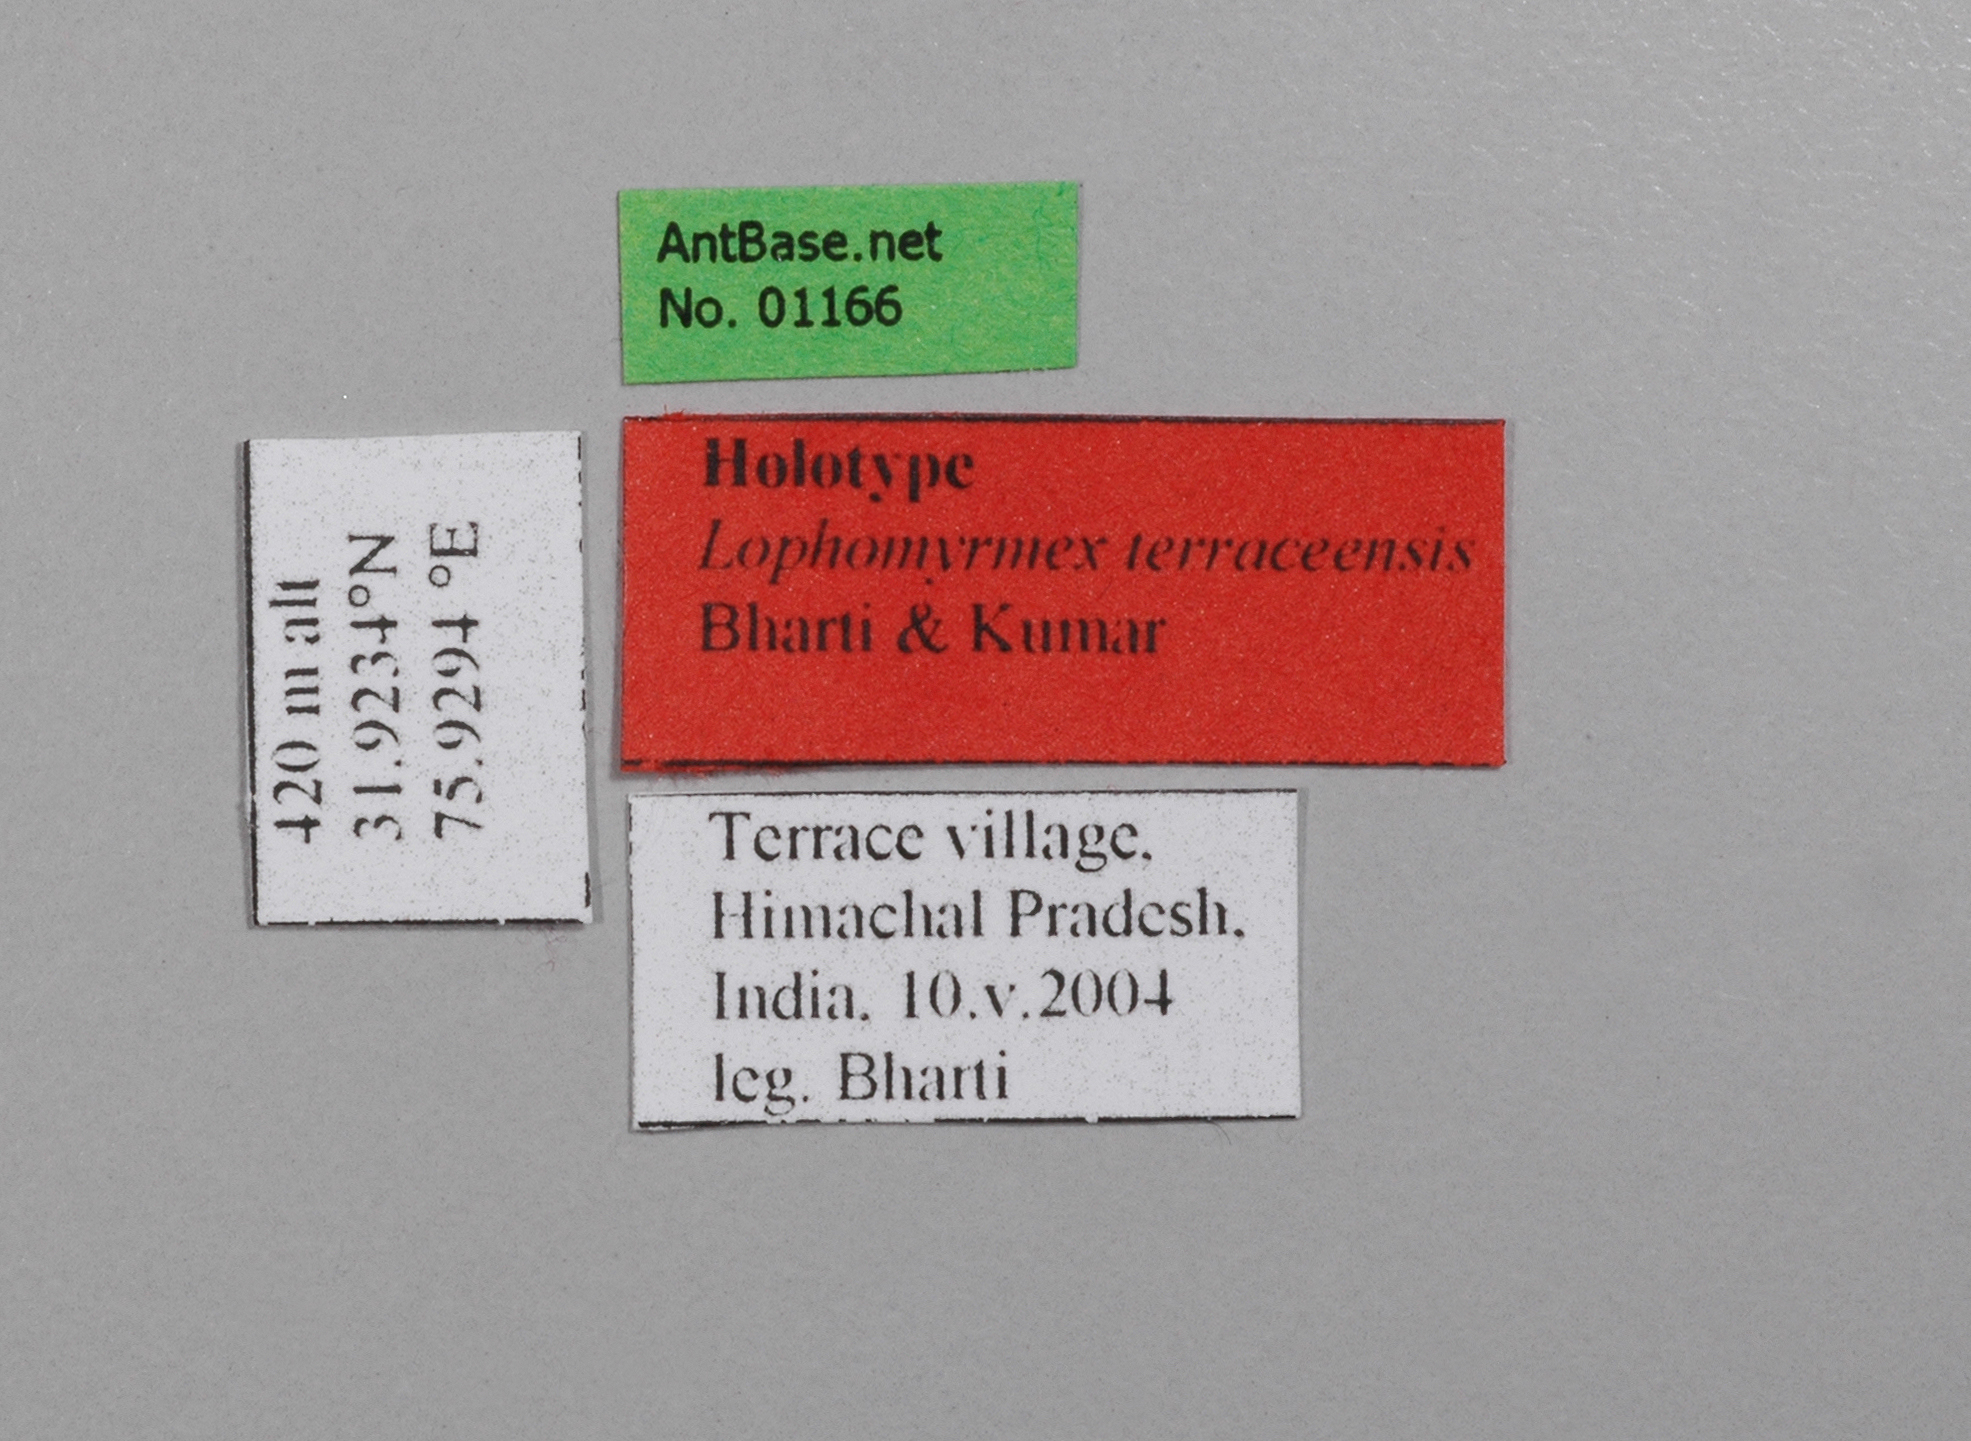 AntBase.net
No. 01166
Holotype
Lophomyrmex terraceensis
Bharti & Kumar
420 m alt
31.9234°N
75.9294 °E
Terrace village,
Himachal Pradesh,
India, 10.v.2004
leg. Bharti